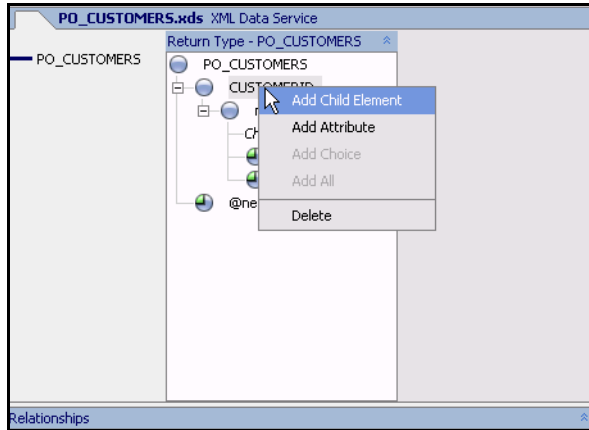 PO_CUSTOMERS.xds XML Data Service
Return Type - PO_CUSTOMERS
PO_CUSTOMERS
PO_CUSTOMERS
CUSTOMERID
Add Child Element
Add Attribute
Add Choice
@ne
Add All
Delete
Relationships